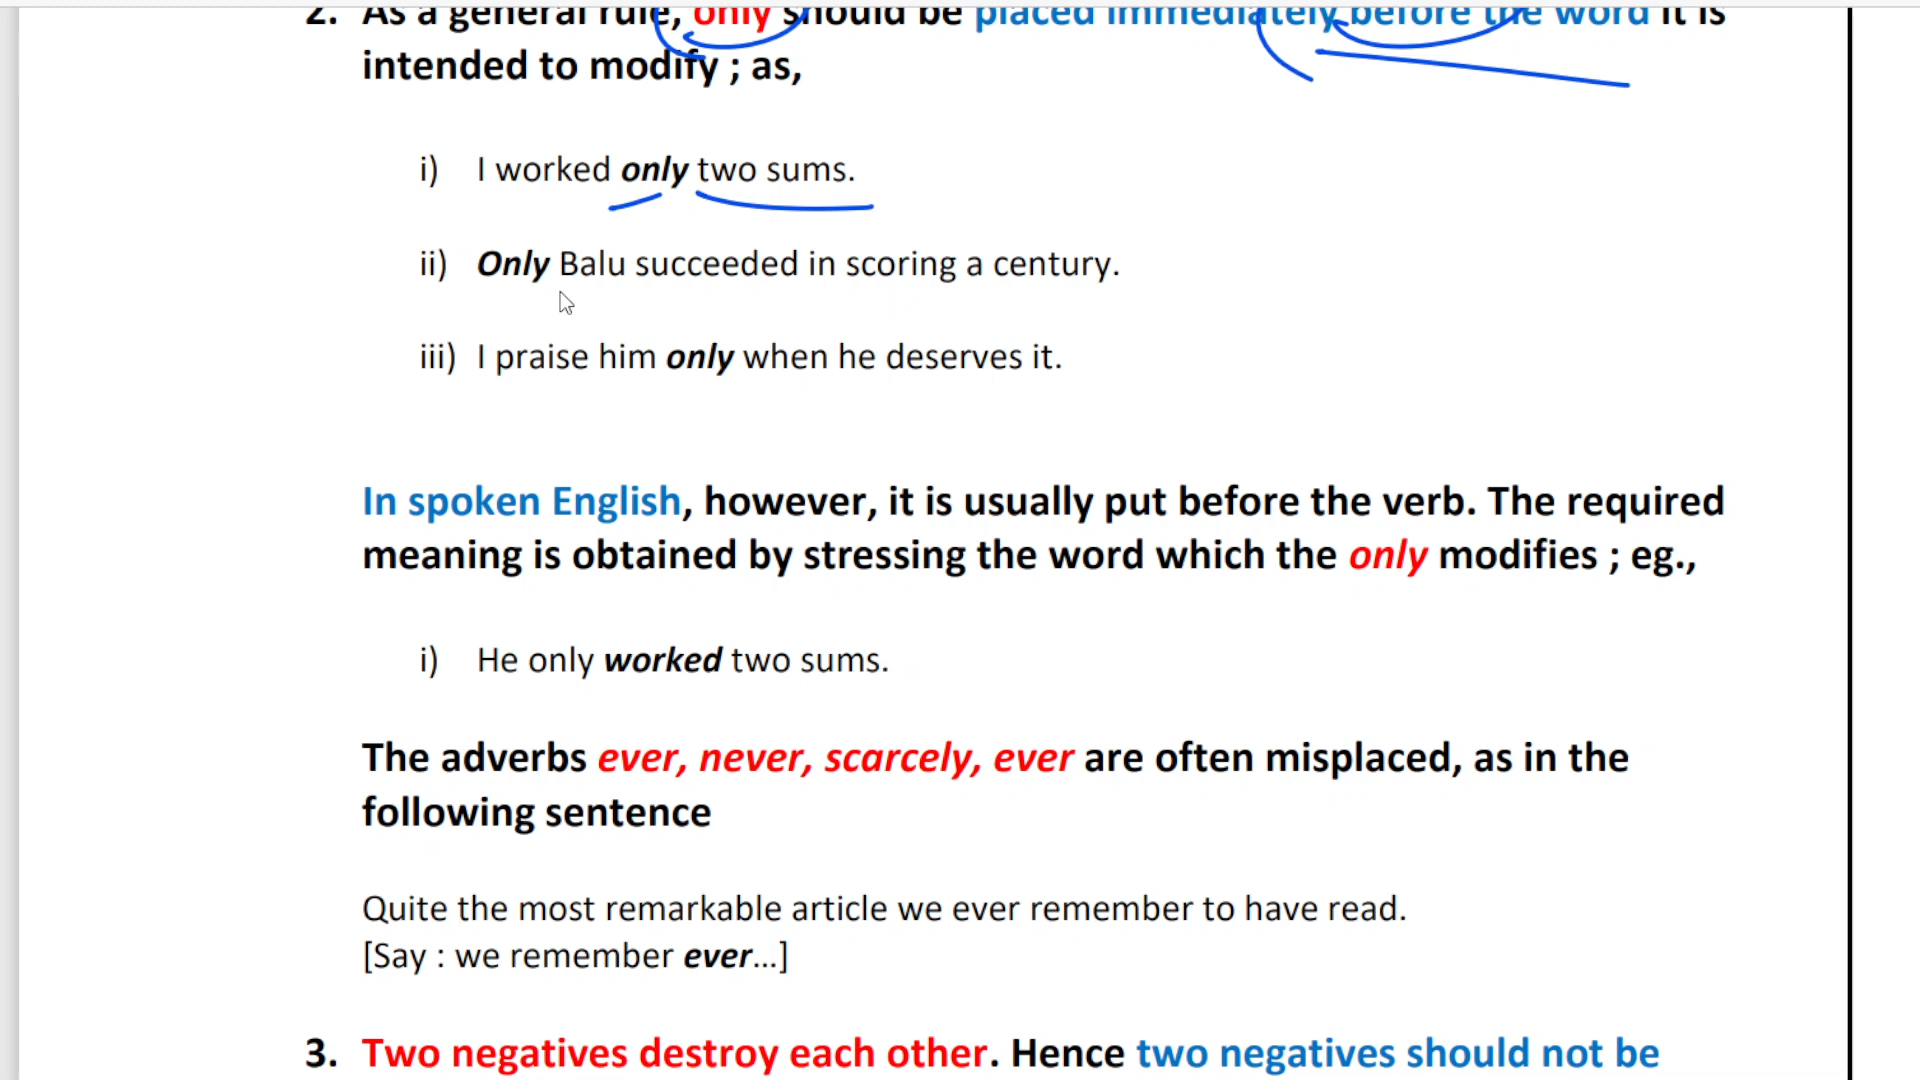 2. As a general rule, only should be placed immediately before the word it is
intended to modify ; as,
i) I worked only two sums.
ii) Only Balu succeeded in scoring a century.
iii) I praise him only when he deserves it.
In spoken English, however, it is usually put before the verb. The required
meaning is obtained by stressing the word which the only modifies ; eg.,
i) He only worked two sums.
The adverbs ever, never, scarcely, ever are often misplaced, as in the
following sentence
Quite the most remarkable article we ever remember to have read.
[Say : we remember ever...]
3. Two negatives destroy each other. Hence two negatives should not be